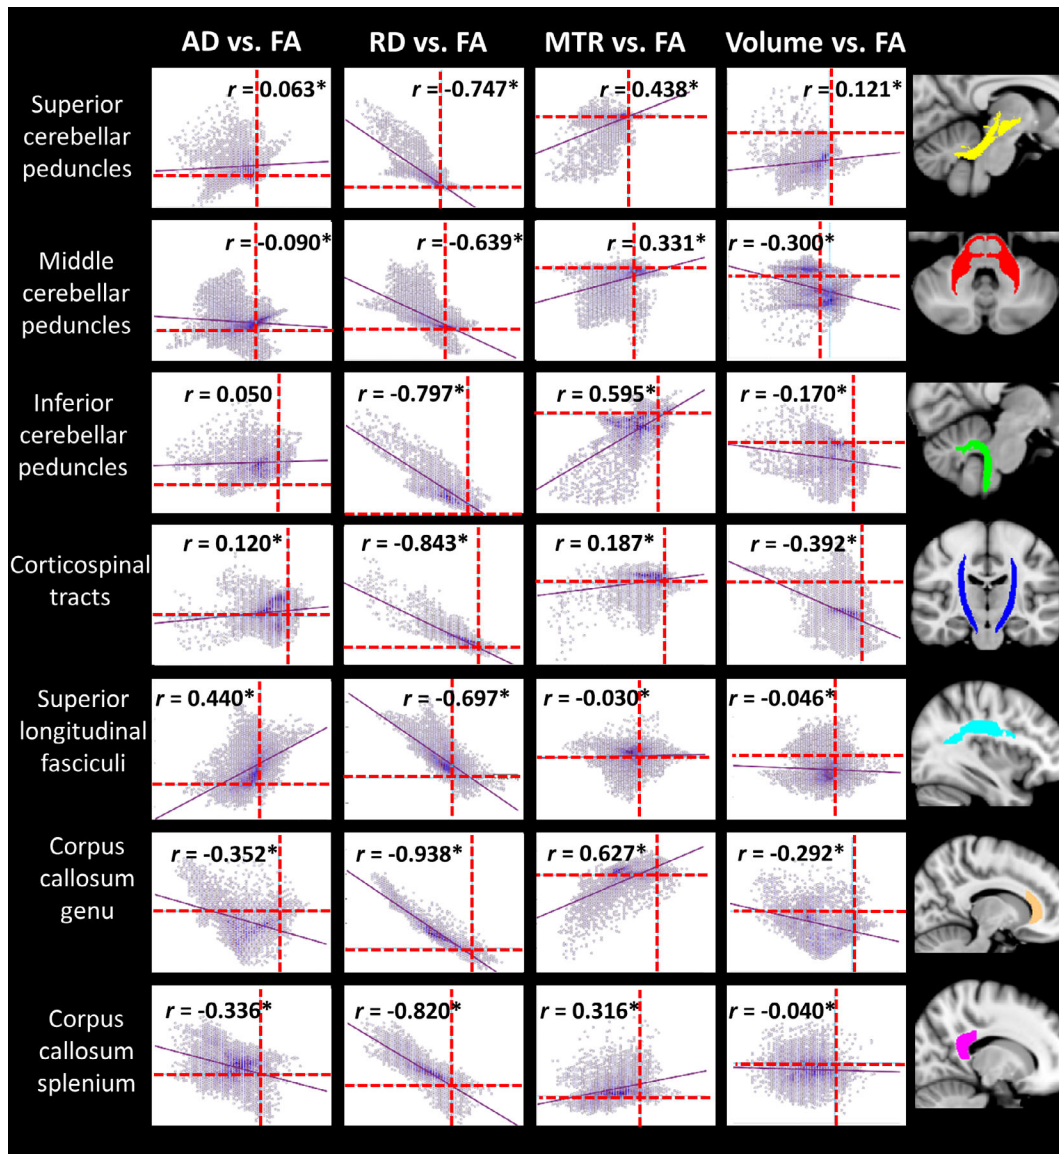 AD vs. FA RD vs. FA MTR vs. FA Volume vs. FA
Superior
cerebellar
peduncles
r = 0.063* r = -0.747* r = 0.438* r = 0.121*
Middle
cerebellar
peduncles
r = -0.090* r = -0.639* r = 0.331* r = -0.300*
Inferior
cerebellar
peduncles
r = 0.050 r = -0.797* r = 0.595* r = -0.170*
Corticospinal
tracts
r = 0.120* r = -0.843* r = 0.187* r = -0.392*
Superior
longitudinal
fasciculi
r = 0.440* r = -0.697* r = -0.030* r = -0.046*
Corpus
callosum
genu
r = -0.352* r = -0.938* r = 0.627* r = -0.292*
Corpus
callosum
splenium
r = -0.336* r = -0.820* r = 0.316* r = -0.040*